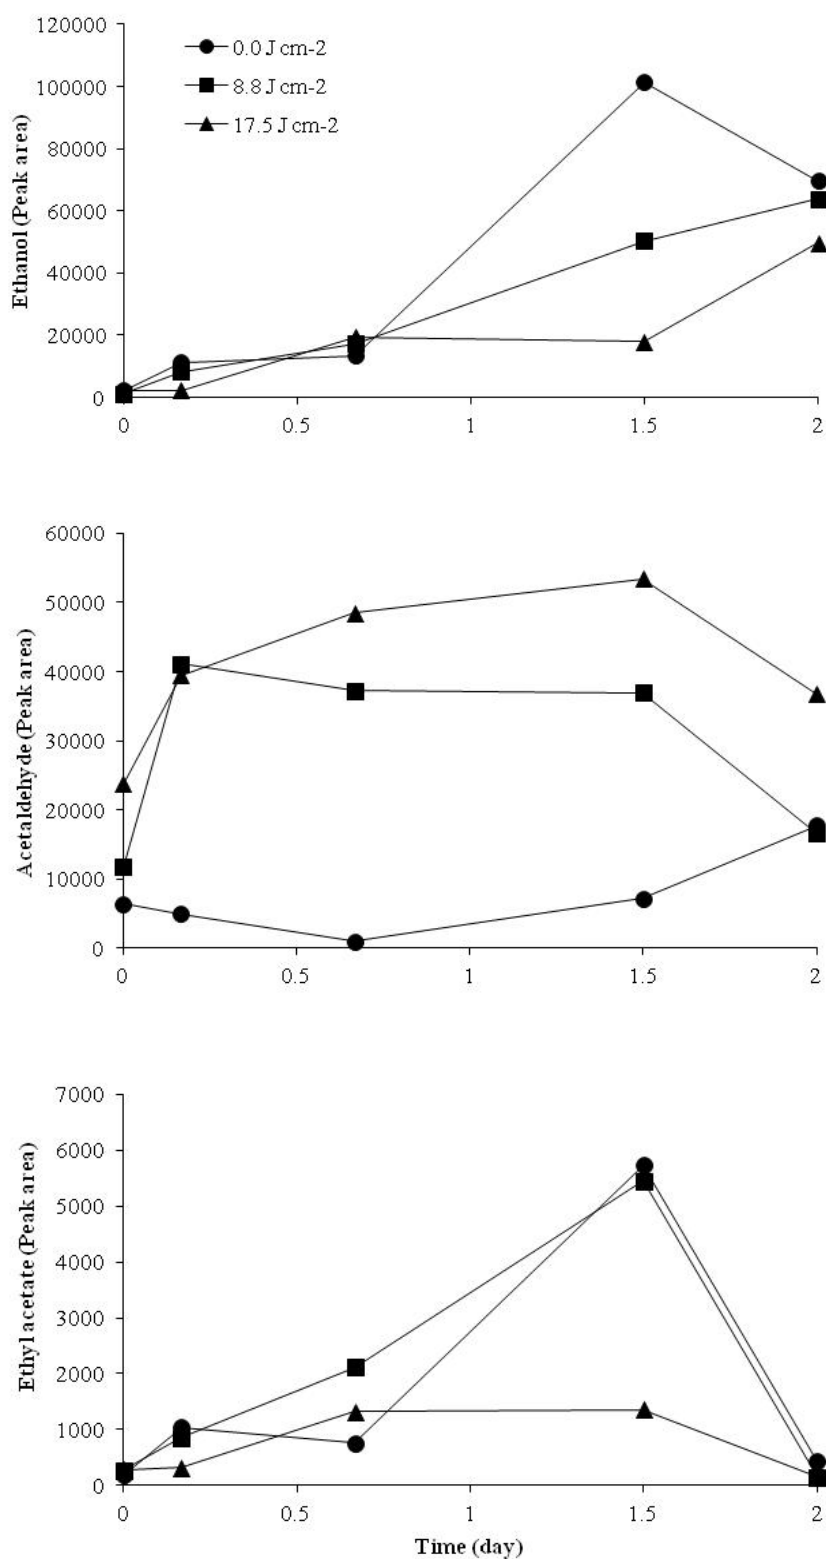 120000
100000
80000
60000
40000
20000
0
Ethanol (Peak area)
0.0 J cm-2
8.8 J cm-2
17.5 J cm-2
0 0.5 1 1.5 2
60000
50000
40000
30000
20000
10000
0
Acetaldehyde (Peak area)
0 0.5 1 1.5 2
7000
6000
5000
4000
3000
2000
1000
0
Ethyl acetate (Peak area)
0 0.5 1 1.5 2
Time (day)